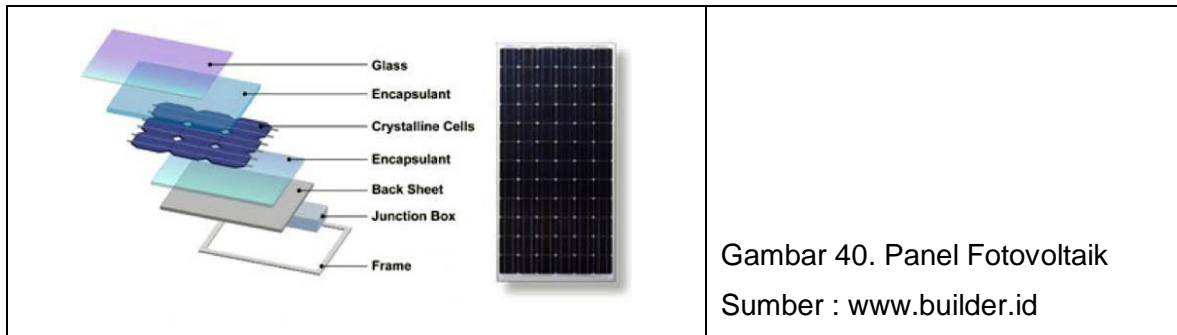 Glass
Encapsulant
Crystalline Cells
Encapsulant
Back Sheet
Junction Box
Frame
Gambar 40. Panel Fotovoltaik
Sumber : www.builder.id